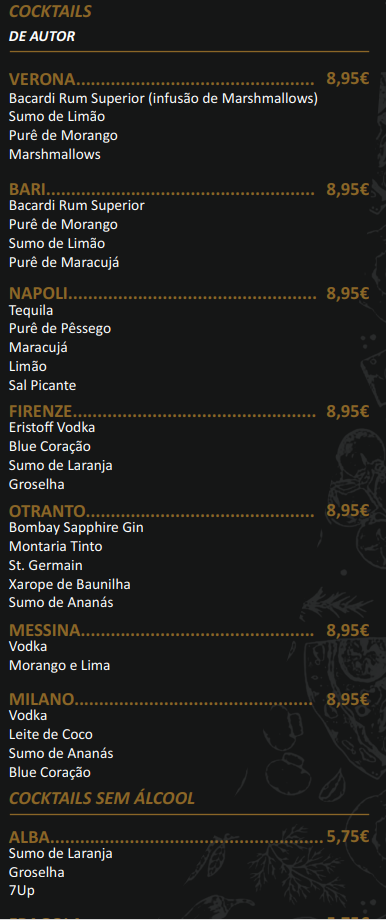 COCKTAILS
DE AUTOR
VERONA.................................................. 8,95€
Bacardi Rum Superior (infusão de Marshmallows)
Sumo de Limão
Purê de Morango
Marshmallows
BARI...................................................... 8,95€
Bacardi Rum Superior
Purê de Morango
Sumo de Limão
Purê de Maracujá
NAPOLI.................................................. 8,95€
Tequila
Purê de Pêssego
Maracujá
Limão
Sal Picante
FIRENZE................................................. 8,95€
Eristoff Vodka
Blue Coração
Sumo de Laranja
Groselha
OTRANTO.............................................. 8,95€
Bombay Sapphire Gin
Montaria Tinto
St. Germain
Xarope de Baunilha
Sumo de Ananás
MESSINA............................................... 8,95€
Vodka
Morango e Lima
MILANO................................................ 8,95€
Vodka
Leite de Coco
Sumo de Ananás
Blue Coração
COCKTAILS SEM ÁLCOOL
ALBA.......................................................5,75€
Sumo de Laranja
Groselha
7Up